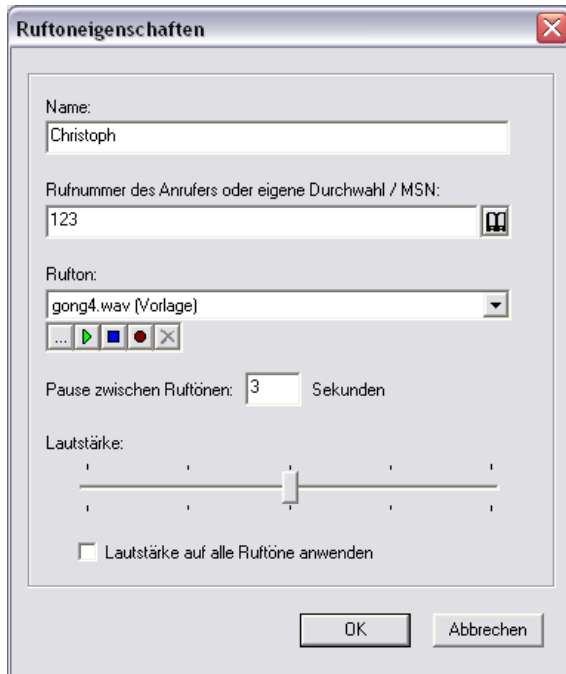 Ruftoneigenschaften
Name:
Christoph
Rufnummer des Anrufers oder eigene Durchwahl / MSN:
123
Rufton:
gong4.wav (Vorlage)
...
Pause zwischen Ruftönen: 3 Sekunden
Lautstärke:
Lautstärke auf alle Ruftöne anwenden
OK Abbrechen